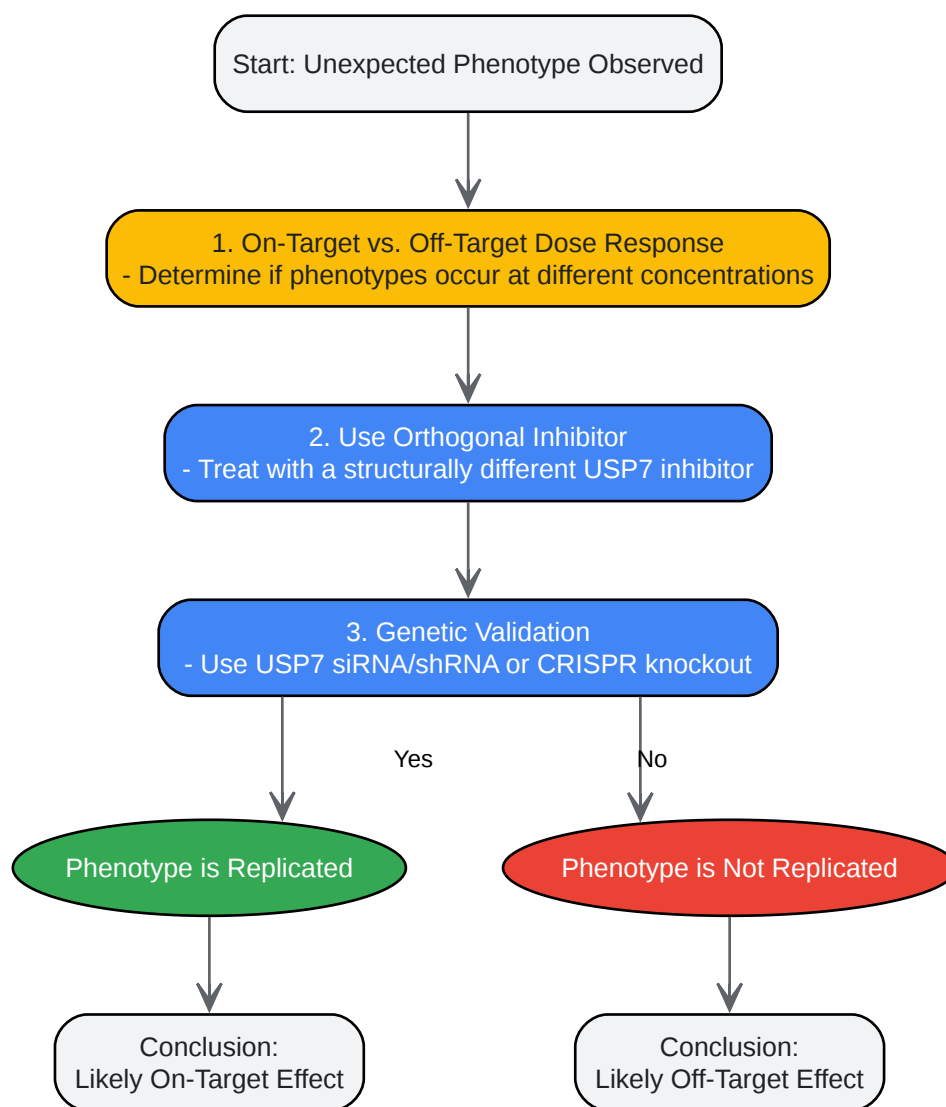 Start: Unexpected Phenotype Observed
1. On-Target vs. Off-Target Dose Response
- Determine if phenotypes occur at different concentrations
2. Use Orthogonal Inhibitor
- Treat with a structurally different USP7 inhibitor
3. Genetic Validation
- Use USP7 siRNA/shRNA or CRISPR knockout
Yes
No
Phenotype is Replicated
Phenotype is Not Replicated
Conclusion:
Likely On-Target Effect
Conclusion:
Likely Off-Target Effect